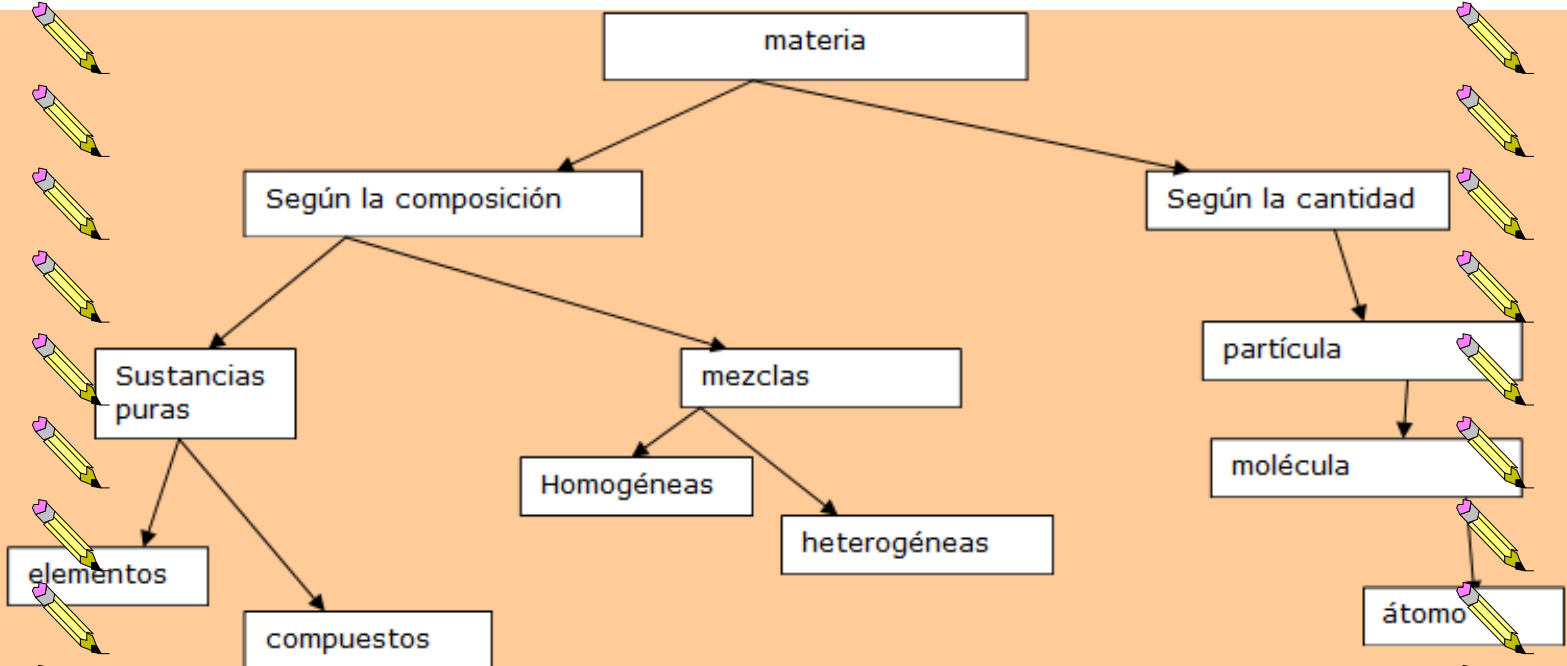 materia
Según la composición
Según la cantidad
partícula
Sustancias
puras
mezclas
molécula
Homogéneas
heterogéneas
elementos
átomo
compuestos